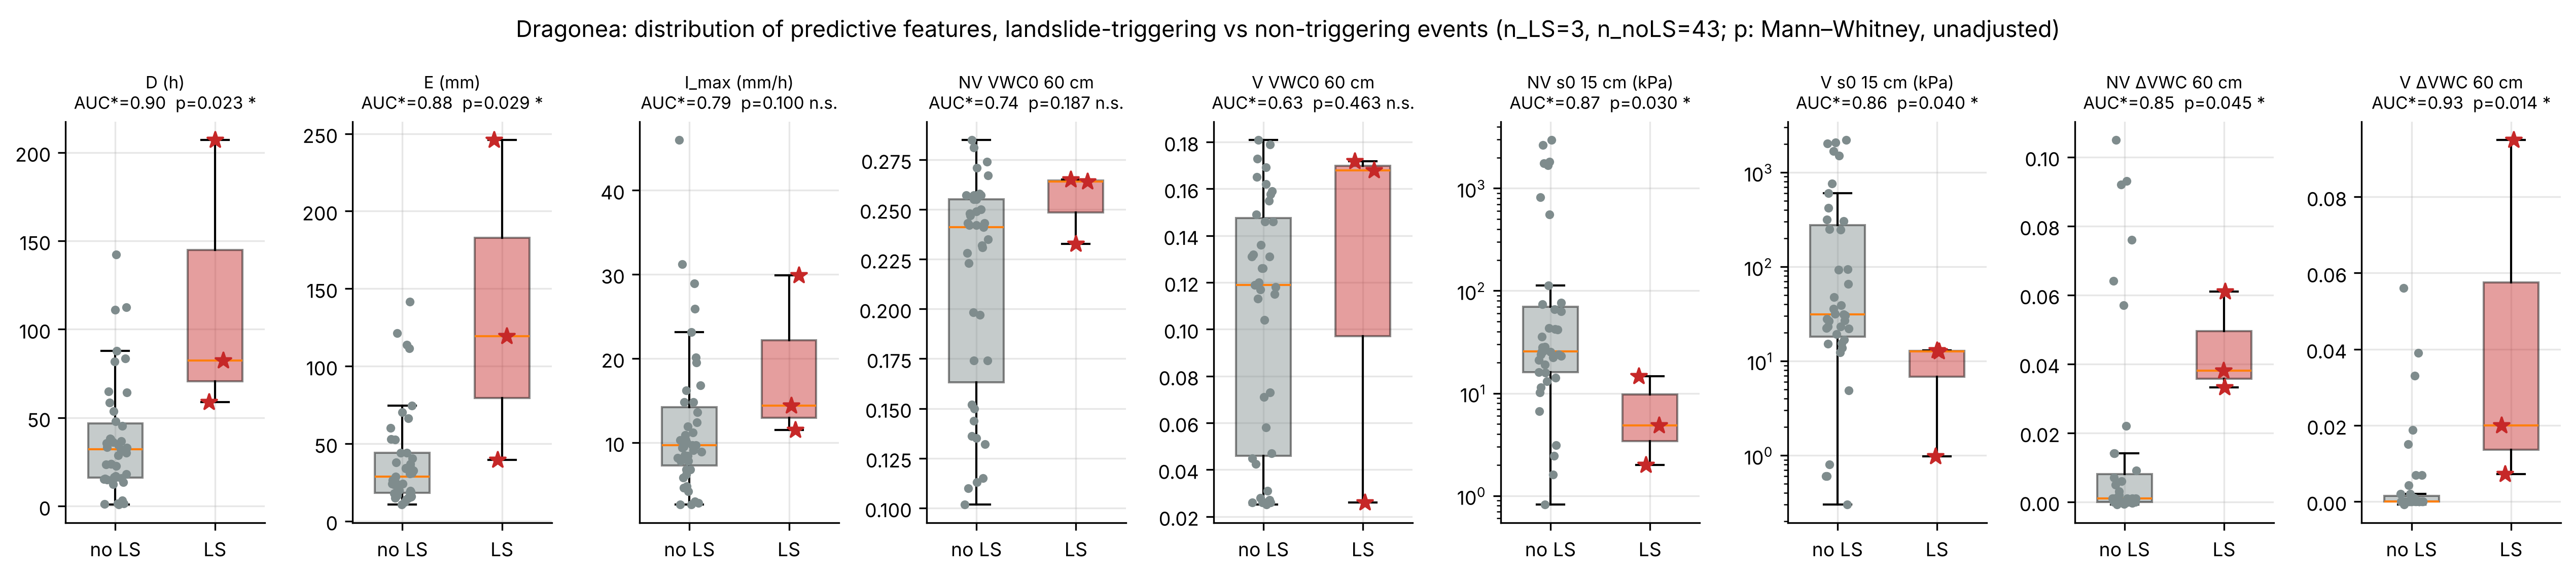 Dragonea: distribution of predictive features, landslide-triggering vs non-triggering events (n_LS=3, n_noLS=43; p: Mann–Whitney, unadjusted)
D (h)
AUC*=0.90 p=0.023 *
200
150
100
50
0
no LS LS
E (mm)
AUC*=0.88 p=0.029 *
250
200
150
100
50
0
no LS LS
I_max (mm/h)
AUC*=0.79 p=0.100 n.s.
40
30
20
10
no LS LS
NV VWC0 60 cm
AUC*=0.74 p=0.187 n.s.
0.275
0.250
0.225
0.200
0.175
0.150
0.125
0.100
no LS LS
V VWC0 60 cm
AUC*=0.63 p=0.463 n.s.
0.18
0.16
0.14
0.12
0.10
0.08
0.06
0.04
0.02
no LS LS
NV s0 15 cm (kPa)
AUC*=0.87 p=0.030 *
10³
10²
10¹
10⁰
no LS LS
V s0 15 cm (kPa)
AUC*=0.86 p=0.040 *
10³
10²
10¹
10⁰
no LS LS
NV ΔVWC 60 cm
AUC*=0.85 p=0.045 *
0.10
0.08
0.06
0.04
0.02
0.00
no LS LS
V ΔVWC 60 cm
AUC*=0.93 p=0.014 *
0.08
0.06
0.04
0.02
0.00
no LS LS